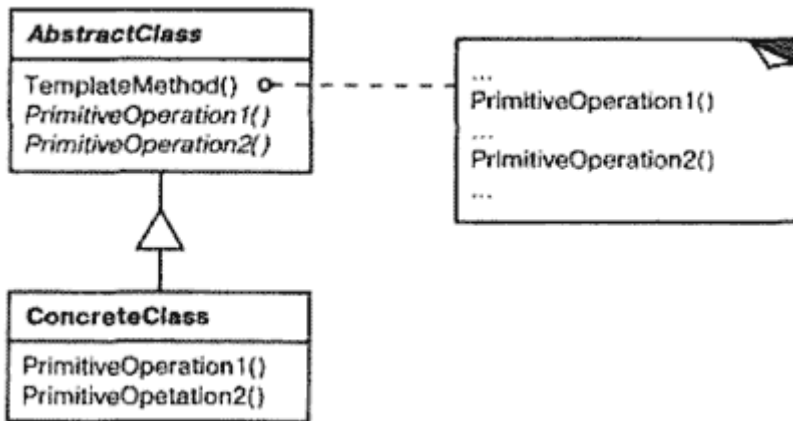 AbstractClass
TemplateMethod()
PrimitiveOperation1()
PrimitiveOperation2()
...
PrimitiveOperation1()
...
PrimitiveOperation2()
...
ConcreteClass
PrimitiveOperation1()
PrimitiveOpetation2()